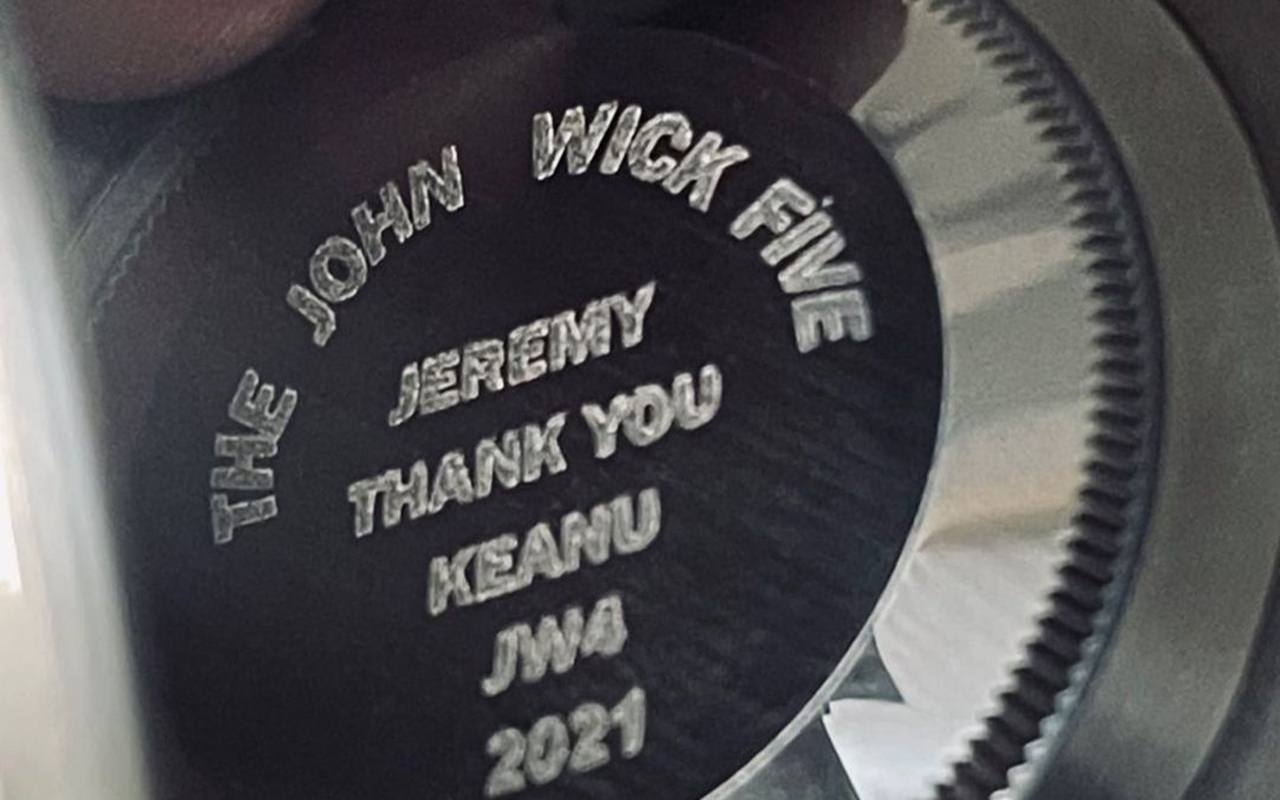 THE JOHN WICK FIVE
JEREMY
THANK YOU
KEANU
JW4
2021